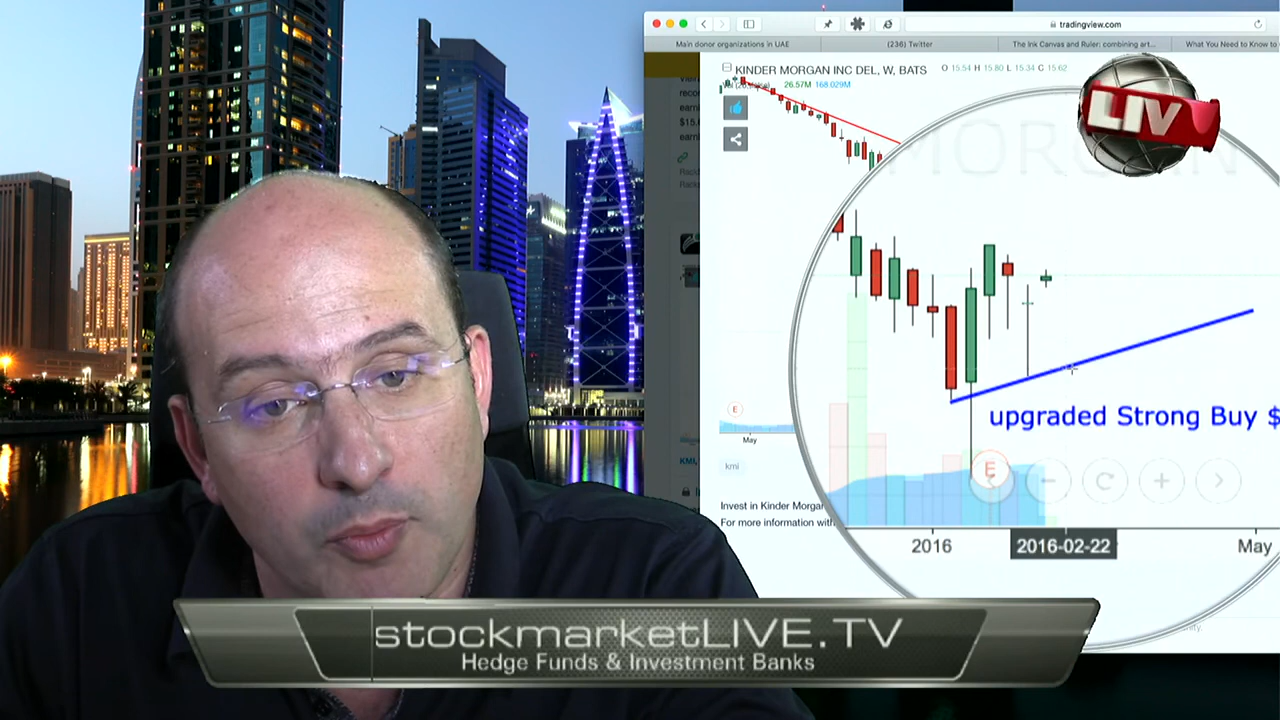 tradingview.com
Main donor organizations in UAE
(236) Twitter
The Ink Canvas and Ruler: combining art...
What You Need to Know to
KINDER MORGAN INC DEL, W, BATS
O 15.54 H 15.80 L 15.34 C 15.62
26.57M 168.029M
LIV
MORGAN
upgraded Strong Buy $
E
E
May
kmi
KMI,
Invest in Kinder Morgan
For more information with
2016
2016-02-22
May
stockmarketLIVE.TV
Hedge Funds & Investment Banks